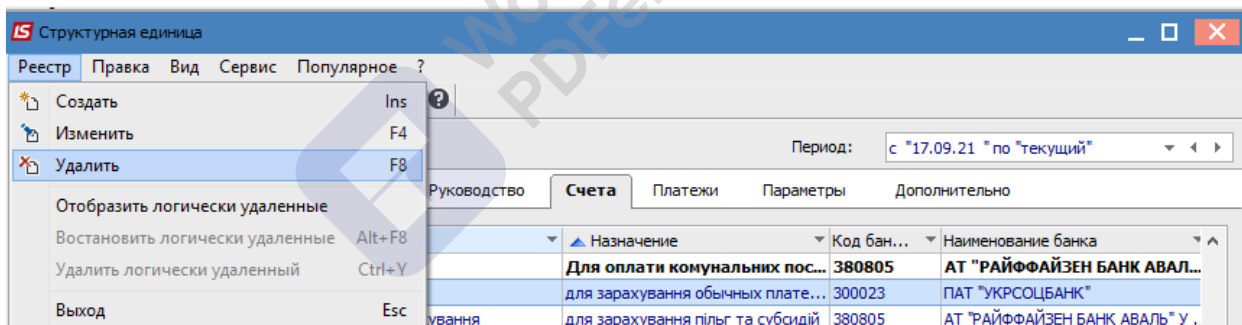 Структурная единица
Реестр Правка Вид Сервис Популярное ?
Создать Ins
Изменить F4
Период: с "17.09.21 " по "текущий"
Удалить F8
Руководство Счета Платежи Параметры Дополнительно
Отобразить логически удаленные
Востановить логически удаленные Alt+F8
Назначение Код бан... Наименование банка
Удалить логически удаленный Ctrl+Y
Для оплати комунальних пос... 380805 АТ "РАЙФФАЙЗЕН БАНК АВАЛ...
для зарахування обычных плате... 300023 ПАТ "УКРСОЦБАНК"
Выход Esc
ування для зарахування пільг та субсидій 380805 АТ "РАЙФФАЙЗЕН БАНК АВАЛЬ" У .